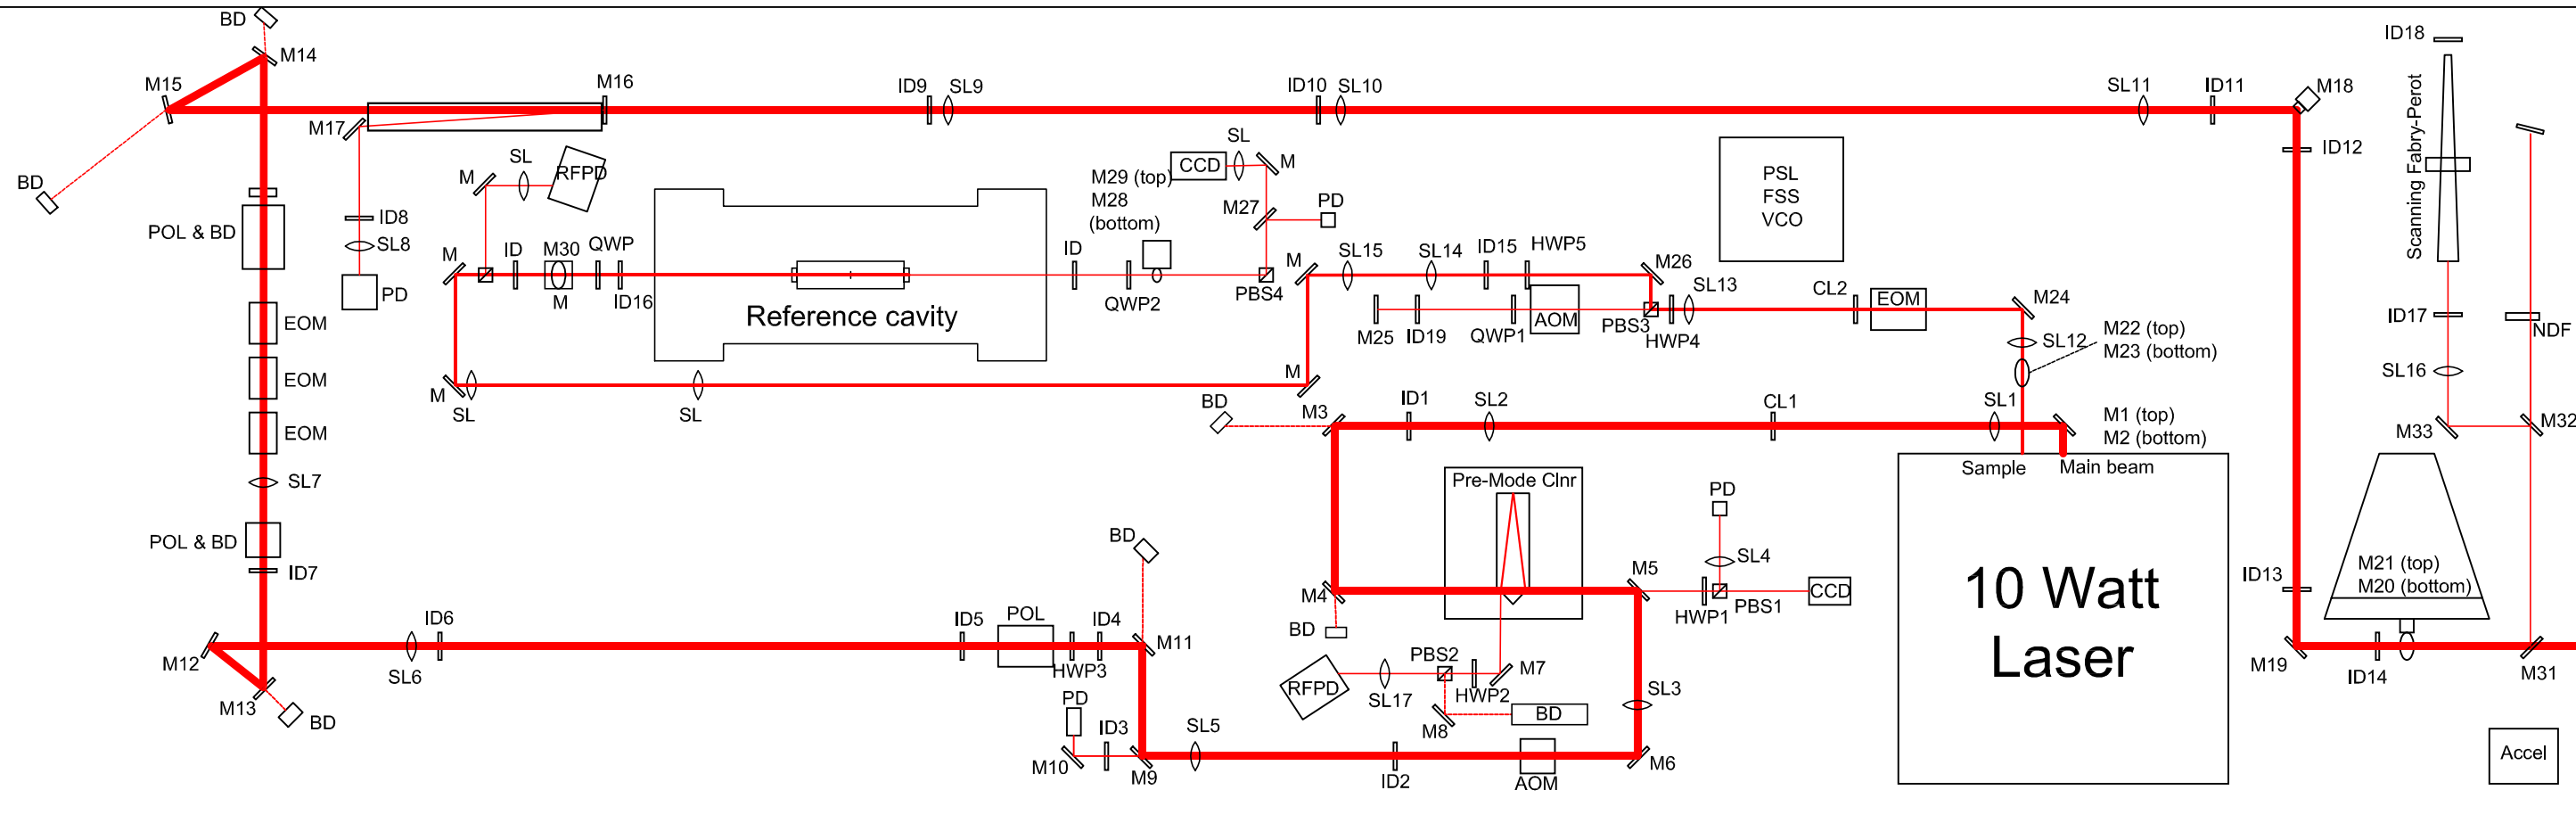 BD
M14
M15
M16
M17
BD
ID9
SL9
ID10
SL10
SL11
ID11
M18
ID12
ID18
Scanning Fabry-Perot
POL & BD
ID8
SL8
PD
M
SL
RFPD
M
ID
M30
M
QWP
ID16
Reference cavity
M29 (top)
M28
(bottom)
ID
QWP2
CCD
SL
M
M27
PD
PBS4
M
SL15
SL14
ID15
HWP5
M26
M25
ID19
QWP1
AOM
PBS3
HWP4
SL13
PSL
FSS
VCO
CL2
EOM
M24
SL12
M22 (top)
M23 (bottom)
ID17
SL16
NDF
M33
M32
EOM
EOM
EOM
SL7
POL & BD
ID7
M
SL
SL
M
BD
M3
ID1
SL2
CL1
SL1
M1 (top)
M2 (bottom)
Sample
Main beam
Pre-Mode Clnr
PD
SL4
M5
M4
HWP1
PBS1
CCD
BD
10 Watt
Laser
ID13
M21 (top)
M20 (bottom)
M19
ID14
M31
M12
M13
BD
SL6
ID6
ID5
POL
ID4
HWP3
BD
M11
PBS2
M7
RFPD
SL17
HWP2
M8
BD
SL3
PD
ID3
M10
M9
SL5
ID2
AOM
M6
Accel